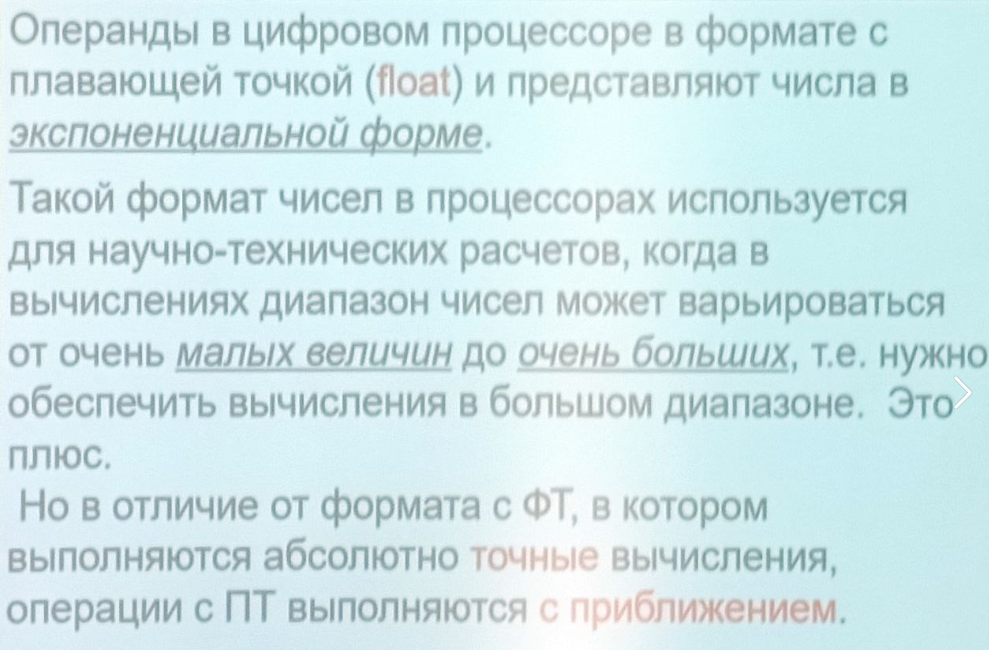 Операнды в цифровом процессоре в формате с
плавающей точкой (float) и представляют числа в
экспоненциальной форме.
Такой формат чисел в процессорах используется
для научно-технических расчетов, когда в
вычислениях диапазон чисел может варьироваться
от очень малых величин до очень больших, т.е. нужно
обеспечить вычисления в большом диапазоне. Это
плюс.
Но в отличие от формата с ФТ, в котором
выполняются абсолютно точные вычисления,
операции с ПТ выполняются с приближением.